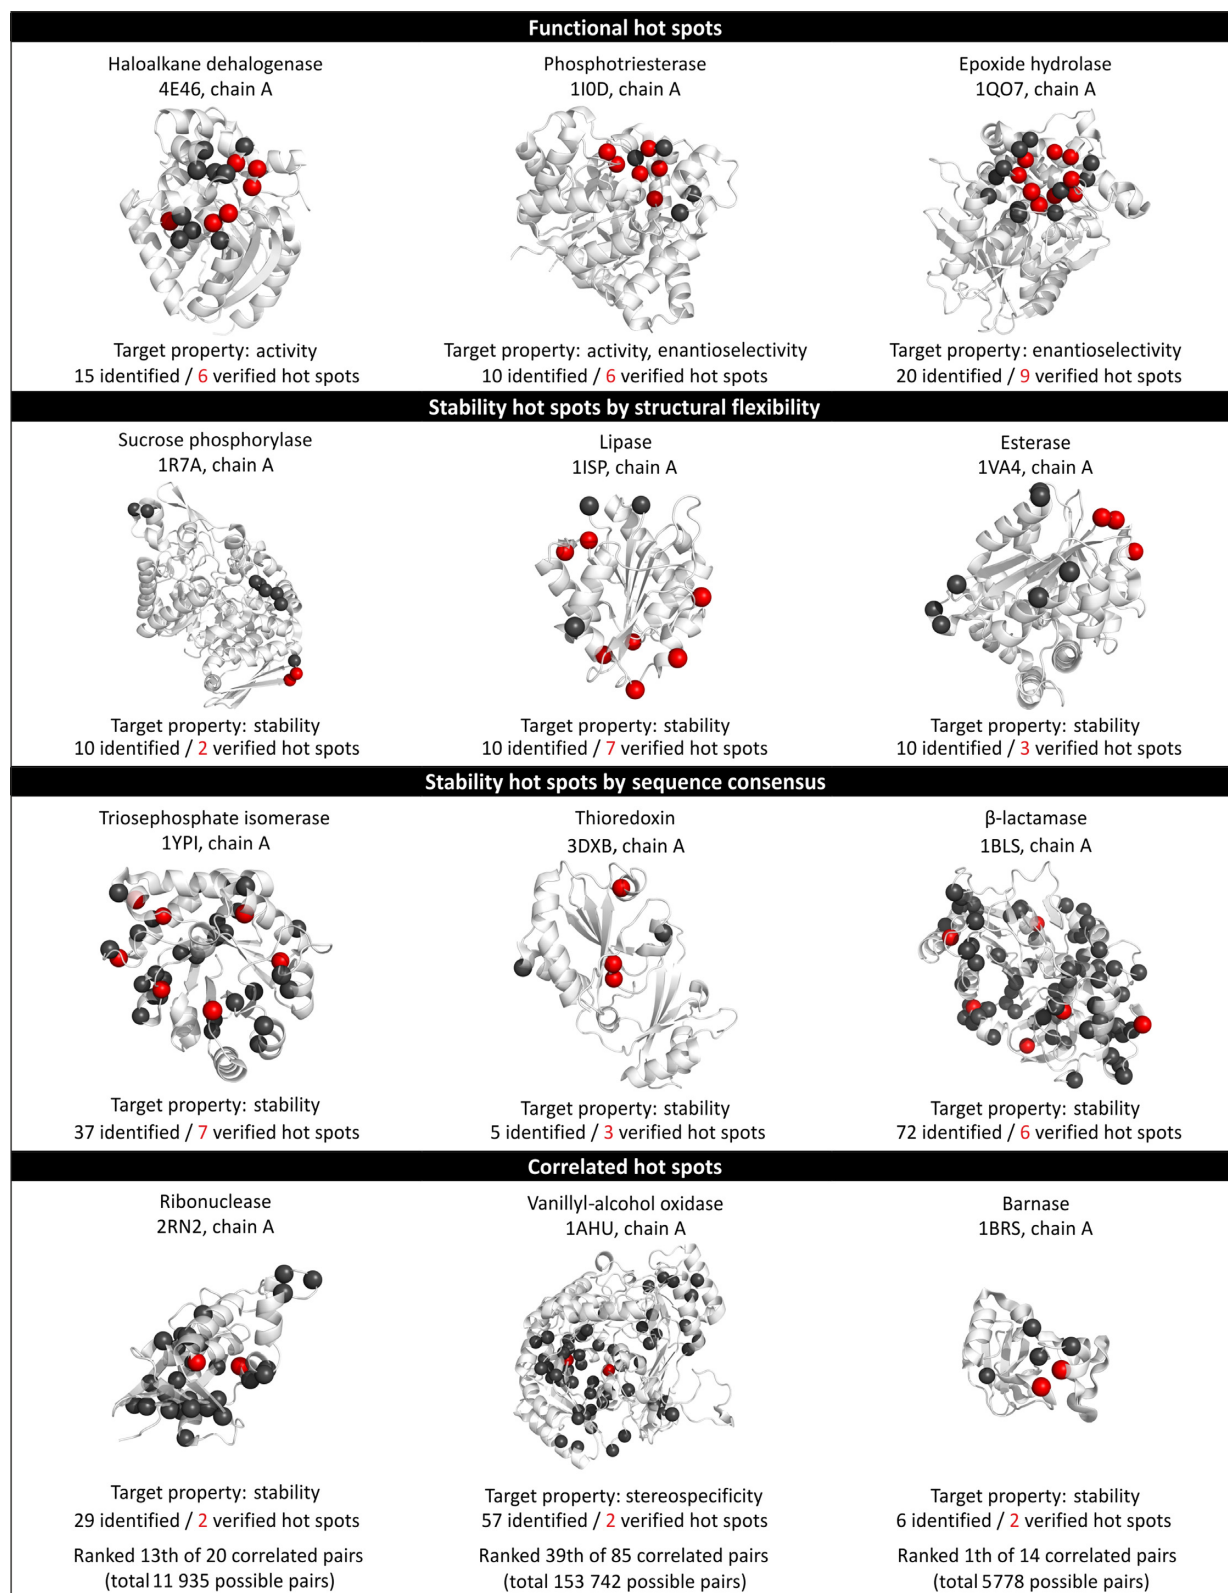 Functional hot spots
Haloalkane dehalogenase
4E46, chain A
Target property: activity
15 identified / 6 verified hot spots
Phosphotriesterase
1I0D, chain A
Target property: activity, enantioselectivity
10 identified / 6 verified hot spots
Epoxide hydrolase
1QO7, chain A
Target property: enantioselectivity
20 identified / 9 verified hot spots
Stability hot spots by structural flexibility
Sucrose phosphorylase
1R7A, chain A
Target property: stability
10 identified / 2 verified hot spots
Lipase
1ISP, chain A
Target property: stability
10 identified / 7 verified hot spots
Esterase
1VA4, chain A
Target property: stability
10 identified / 3 verified hot spots
Stability hot spots by sequence consensus
Triosephosphate isomerase
1YPI, chain A
Target property: stability
37 identified / 7 verified hot spots
Thioredoxin
3DXB, chain A
Target property: stability
5 identified / 3 verified hot spots
β-lactamase
1BLS, chain A
Target property: stability
72 identified / 6 verified hot spots
Correlated hot spots
Ribonuclease
2RN2, chain A
Target property: stability
29 identified / 2 verified hot spots
Ranked 13th of 20 correlated pairs
(total 11 935 possible pairs)
Vanillyl-alcohol oxidase
1AHU, chain A
Target property: stereospecificity
57 identified / 2 verified hot spots
Ranked 39th of 85 correlated pairs
(total 153 742 possible pairs)
Barnase
1BRS, chain A
Target property: stability
6 identified / 2 verified hot spots
Ranked 1th of 14 correlated pairs
(total 5778 possible pairs)